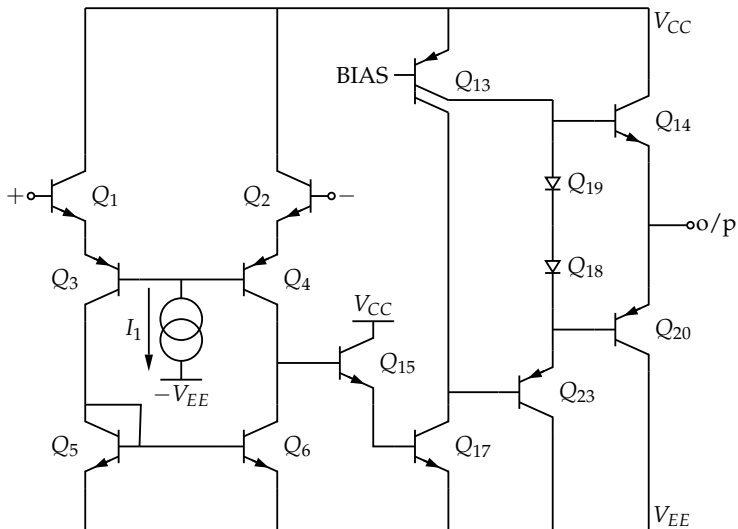 V_CC
BIAS
Q_13
Q_14
+
Q_1
Q_2
−
Q_19
o/p
Q_3
Q_4
Q_18
I_1
V_CC
Q_15
Q_20
−V_EE
Q_23
Q_5
Q_6
Q_17
V_EE